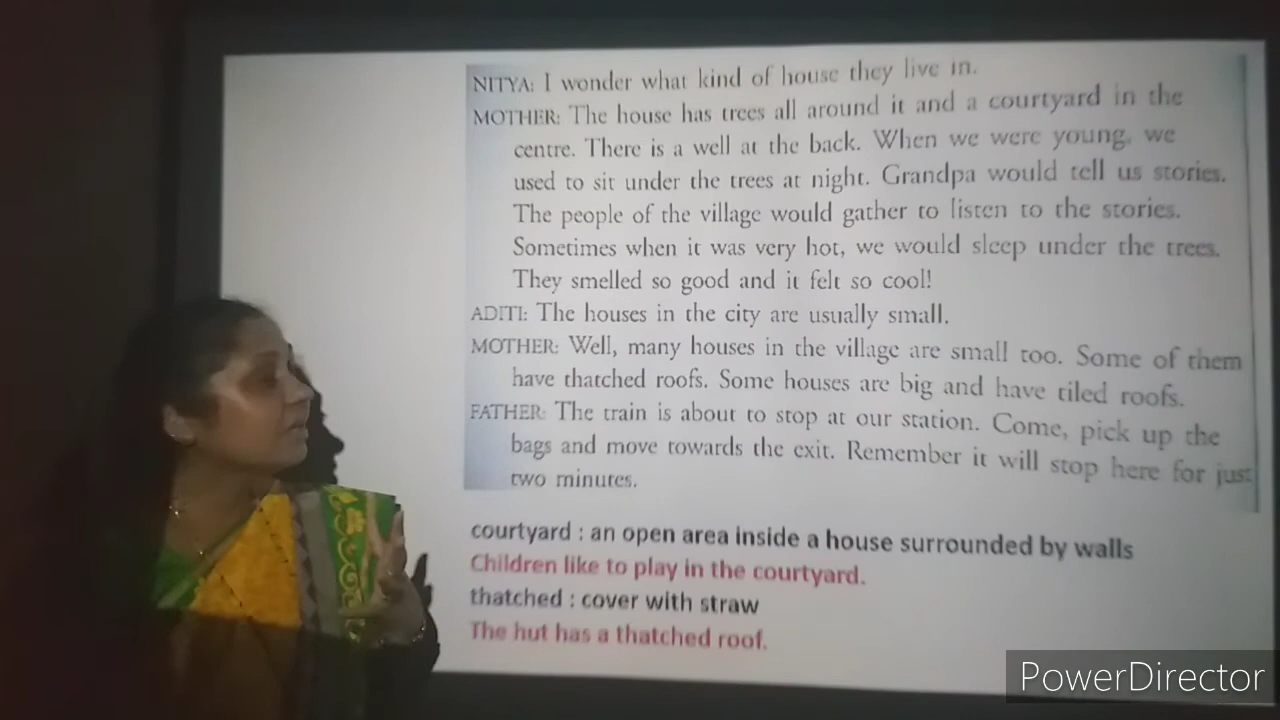 NITYA: I wonder what kind of house they live in.
MOTHER: The house has trees all around it and a courtyard in the
centre. There is a well at the back. When we were young, we
used to sit under the trees at night. Grandpa would tell us stories.
The people of the village would gather to listen to the stories.
Sometimes when it was very hot, we would sleep under the trees.
They smelled so good and it felt so cool!
ADITI: The houses in the city are usually small.
MOTHER: Well, many houses in the village are small too. Some of them
have thatched roofs. Some houses are big and have tiled roofs.
FATHER: The train is about to stop at our station. Come, pick up the
bags and move towards the exit. Remember it will stop here for just
two minutes.
courtyard : an open area inside a house surrounded by walls
Children like to play in the courtyard.
thatched : cover with straw
The hut has a thatched roof.
PowerDirector